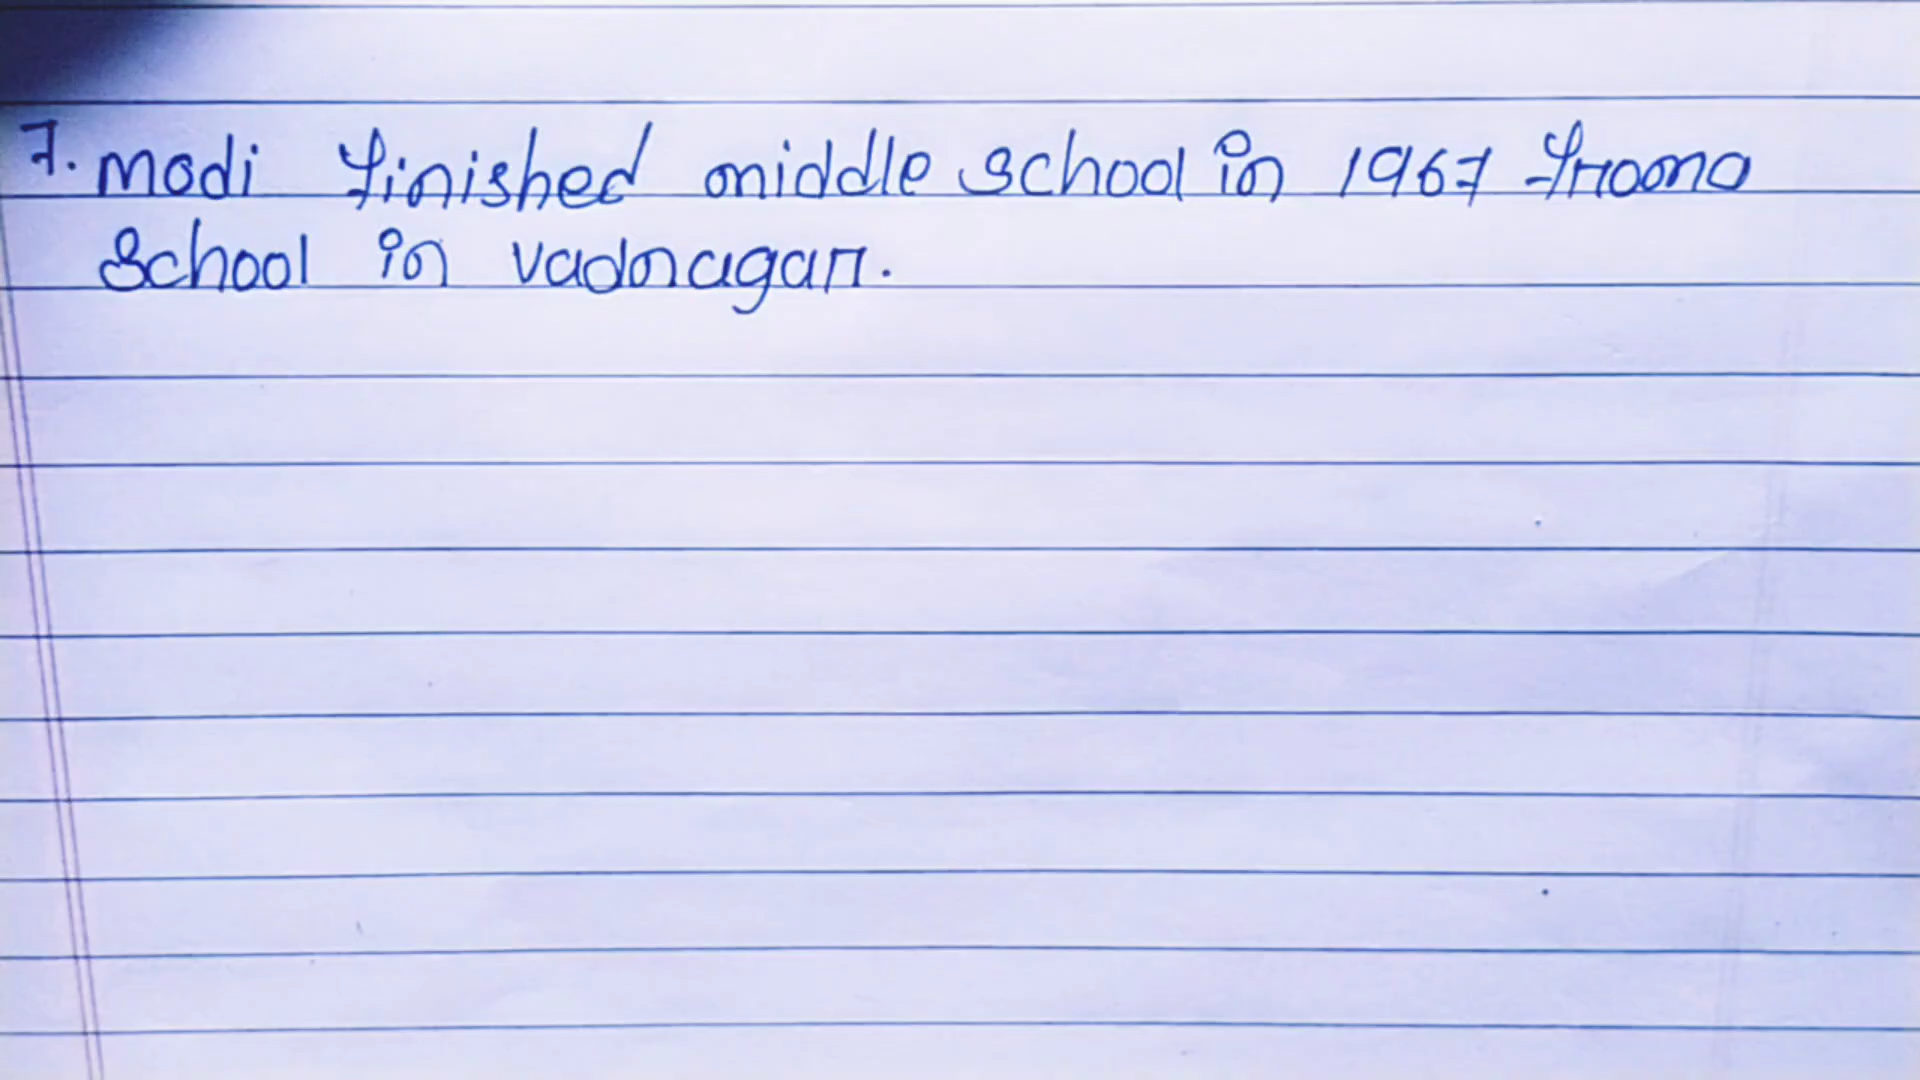 7. Modi finished middle school in 1967 from a
School in vadnagar.